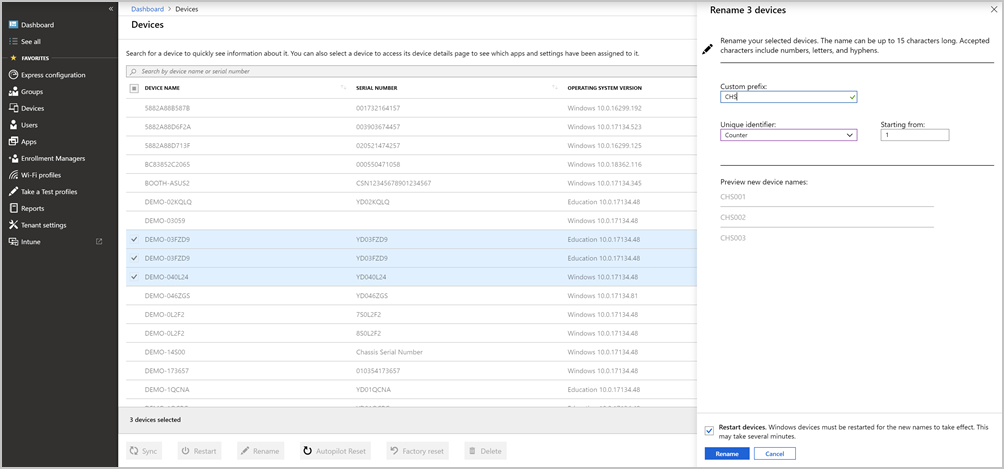 Dashboard
See all
FAVORITES
Express configuration
Groups
Devices
Users
Apps
Enrollment Managers
Wi-Fi profiles
Take a Test profiles
Reports
Tenant settings
Intune
Dashboard > Devices
Devices
Search for a device to quickly see information about it. You can also select a device to access its device details page to see which apps and settings have been assigned to it.
Search by device name or serial number
DEVICE NAME SERIAL NUMBER OPERATING SYSTEM VERSION
5882A88B587B 001732164157 Windows 10.0.16299.192
5882A88D6F2A 003903674457 Windows 10.0.17134.523
5882A88D713F 020521474257 Windows 10.0.16299.125
BC83852C2065 000550471058 Windows 10.0.18362.116
BOOTH-ASUS2 CSN12345678901234567 Windows 10.0.17134.345
DEMO-02KQLQ YD02KQLQ Education 10.0.17134.48
DEMO-03059 Windows 10.0.17134.48
DEMO-03FZD9 YD03FZD9 Education 10.0.17134.48
DEMO-03FZD9 YD03FZD9 Education 10.0.17134.48
DEMO-040L24 YD040L24 Windows 10.0.17134.48
DEMO-046ZGS YD046ZGS Windows 10.0.17134.81
DEMO-0L2F2 7S0L2F2 Windows 10.0.17134.48
DEMO-0L2F2 8S0L2F2 Windows 10.0.17134.48
DEMO-14S00 Chassis Serial Number Windows 10.0.17134.48
DEMO-173657 010354173657 Windows 10.0.17134.48
DEMO-1QCNA YD01QCNA Education 10.0.17134.48
3 devices selected
Sync Restart Rename Autopilot Reset Factory reset Delete
Rename 3 devices
Rename your selected devices. The name can be up to 15 characters long. Accepted
characters include numbers, letters, and hyphens.
Custom prefix:
CHS
Unique identifier: Starting from:
Counter 1
Preview new device names:
CHS001
CHS002
CHS003
Restart devices. Windows devices must be restarted for the new names to take effect. This
may take several minutes.
Rename Cancel